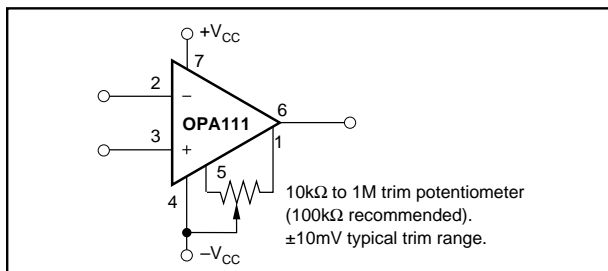 +VCC
7
2
−
6
OPA111
3
+
1
5
4
10kΩ to 1M trim potentiometer
(100kΩ recommended).
±10mV typical trim range.
−VCC